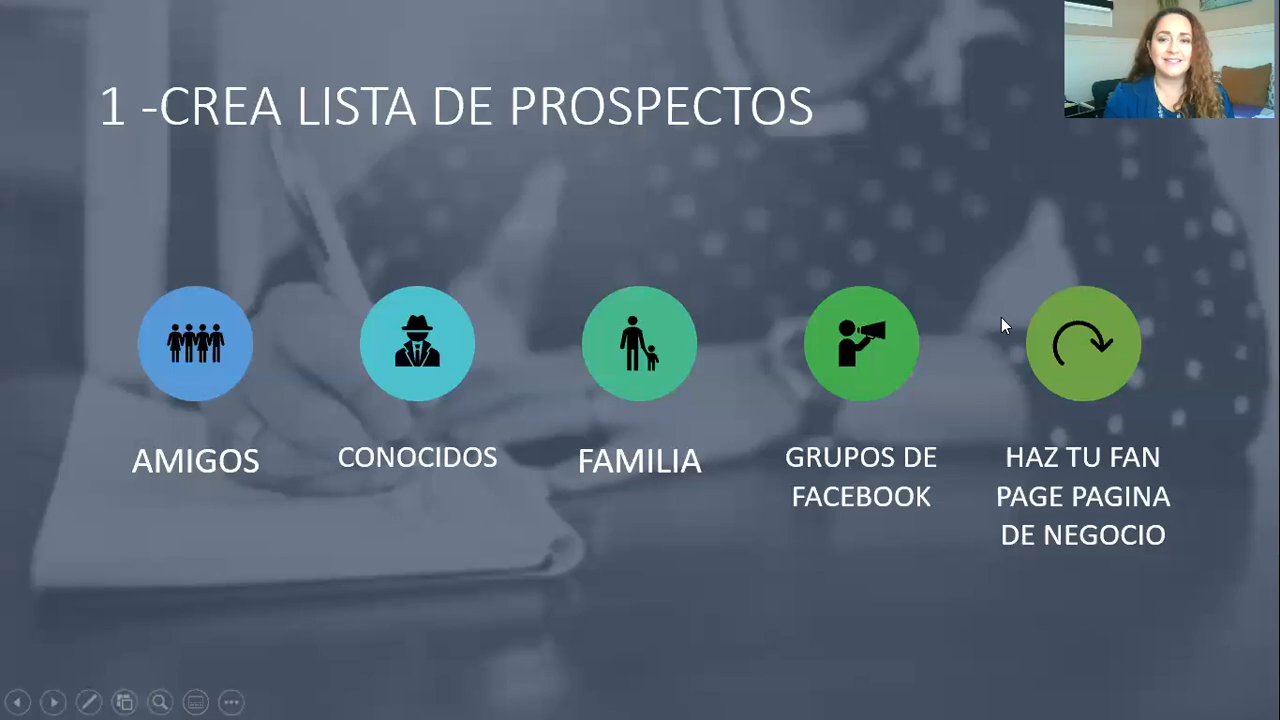 1 -CREA LISTA DE PROSPECTOS
AMIGOS
CONOCIDOS
FAMILIA
GRUPOS DE
FACEBOOK
HAZ TU FAN
PAGE PAGINA
DE NEGOCIO